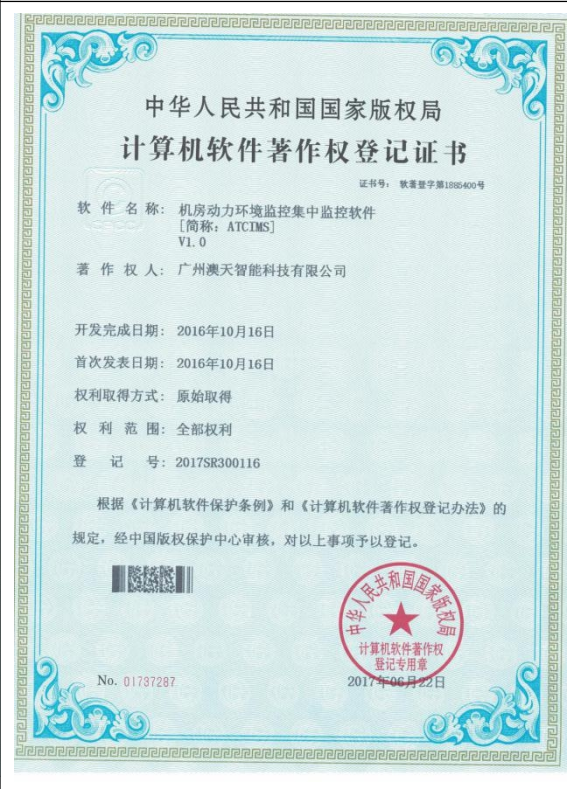 中华人民共和国国家版权局
计算机软件著作权登记证书
证书号: 软著登字第1885400号
软件名称: 机房动力环境监控集中监控软件
[简称: ATCIMS]
V1.0
著作权人: 广州澳天智能科技有限公司
开发完成日期: 2016年10月16日
首次发表日期: 2016年10月16日
权利取得方式: 原始取得
权利范围: 全部权利
登记号: 2017SR300116
根据《计算机软件保护条例》和《计算机软件著作权登记办法》的
规定,经中国版权保护中心审核,对以上事项予以登记。
中华人民共和国国家版权局
计算机软件著作权
登记专用章
No. 01737287
2017年06月22日